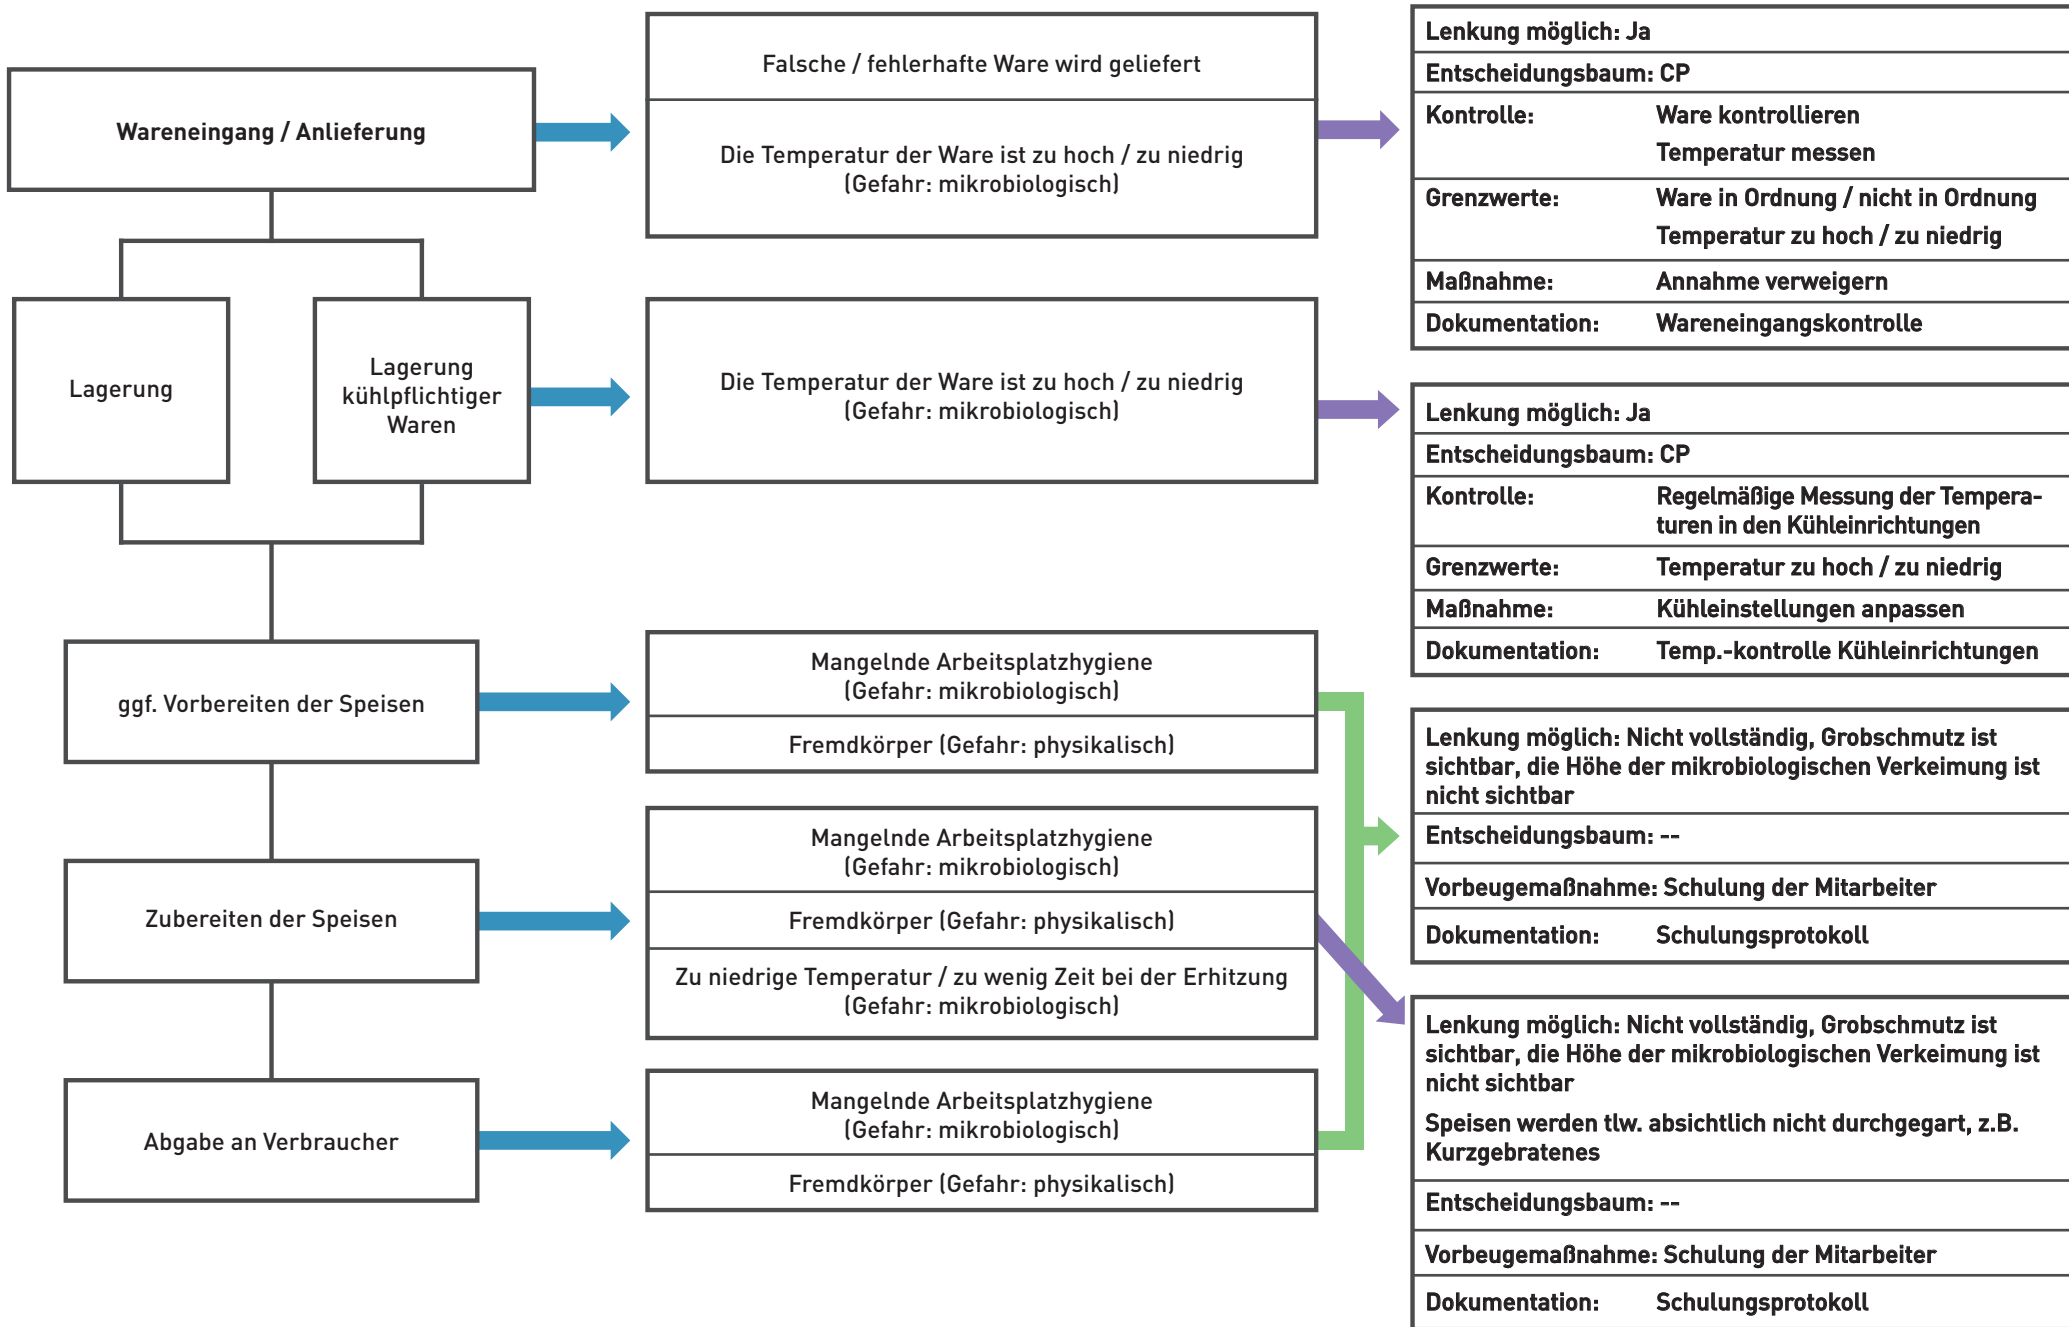 Wareneingang / Anlieferung
Falsche / fehlerhafte Ware wird geliefert
Die Temperatur der Ware ist zu hoch / zu niedrig
(Gefahr: mikrobiologisch)
Lenkung möglich: Ja
Entscheidungsbaum: CP
Kontrolle: Ware kontrollieren
Temperatur messen
Grenzwerte: Ware in Ordnung / nicht in Ordnung
Temperatur zu hoch / zu niedrig
Maßnahme: Annahme verweigern
Dokumentation: Wareneingangskontrolle
Lagerung
Lagerung
kühlpflichtiger
Waren
Die Temperatur der Ware ist zu hoch / zu niedrig
(Gefahr: mikrobiologisch)
Lenkung möglich: Ja
Entscheidungsbaum: CP
Kontrolle: Regelmäßige Messung der Tempera-
turen in den Kühleinrichtungen
Grenzwerte: Temperatur zu hoch / zu niedrig
Maßnahme: Kühleinstellungen anpassen
Dokumentation: Temp.-kontrolle Kühleinrichtungen
ggf. Vorbereiten der Speisen
Mangelnde Arbeitsplatzhygiene
(Gefahr: mikrobiologisch)
Fremdkörper (Gefahr: physikalisch)
Lenkung möglich: Nicht vollständig, Grobschmutz ist
sichtbar, die Höhe der mikrobiologischen Verkeimung ist
nicht sichtbar
Entscheidungsbaum: --
Vorbeugemaßnahme: Schulung der Mitarbeiter
Dokumentation: Schulungsprotokoll
Zubereiten der Speisen
Mangelnde Arbeitsplatzhygiene
(Gefahr: mikrobiologisch)
Fremdkörper (Gefahr: physikalisch)
Zu niedrige Temperatur / zu wenig Zeit bei der Erhitzung
(Gefahr: mikrobiologisch)
Lenkung möglich: Nicht vollständig, Grobschmutz ist
sichtbar, die Höhe der mikrobiologischen Verkeimung ist
nicht sichtbar
Speisen werden tlw. absichtlich nicht durchgegart, z.B.
Kurzgebratenes
Entscheidungsbaum: --
Vorbeugemaßnahme: Schulung der Mitarbeiter
Dokumentation: Schulungsprotokoll
Abgabe an Verbraucher
Mangelnde Arbeitsplatzhygiene
(Gefahr: mikrobiologisch)
Fremdkörper (Gefahr: physikalisch)